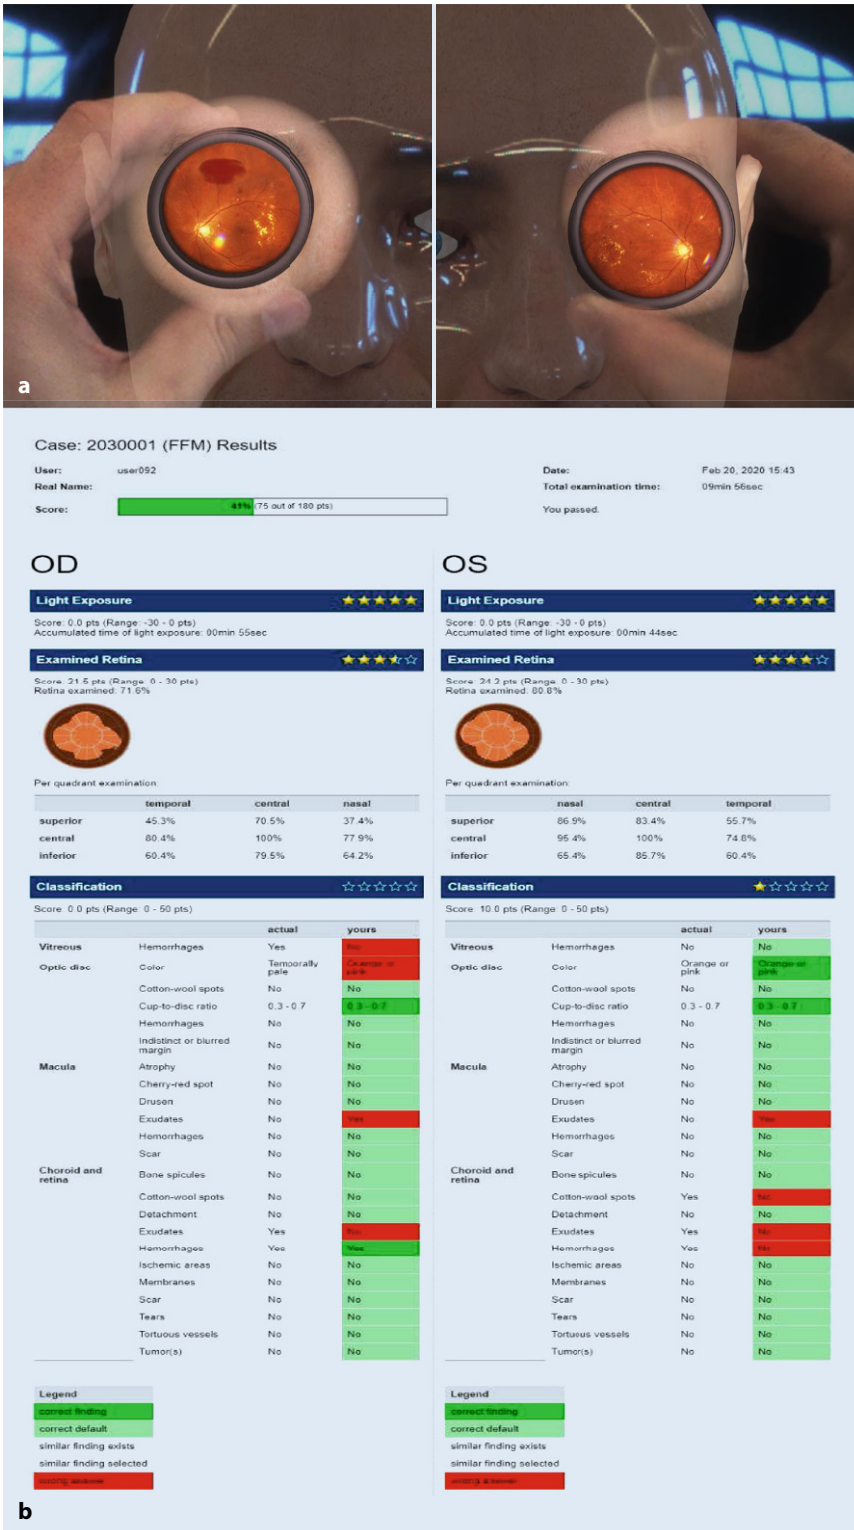 a
Case: 2030001 (FFM) Results
User: user092
Date: Feb 20, 2020 15:43
Real Name:
Total examination time: 09min 56sec
Score: 41% (75 out of 180 pts)
You passed.
OD
Light Exposure
Score: 0.0 pts (Range: -30 - 0 pts)
Accumulated time of light exposure: 00min 55sec
Examined Retina
Score: 21.5 pts (Range: 0 - 30 pts)
Retina examined: 71.6%
Per quadrant examination:
temporal central nasal
superior 45.3% 70.5% 37.4%
central 80.4% 100% 77.9%
inferior 60.4% 79.5% 64.2%
Classification
Score: 0.0 pts (Range: 0 - 50 pts)
actual yours
Vitreous Hemorrhages Yes No
Optic disc Color Temporally pale Orange or pink
Cotton-wool spots No No
Cup-to-disc ratio 0.3 - 0.7 0.3 - 0.7
Hemorrhages No No
Indistinct or blurred margin No No
Macula Atrophy No No
Cherry-red spot No No
Drusen No No
Exudates No Yes
Hemorrhages No No
Scar No No
Choroid and retina Bone spicules No No
Cotton-wool spots No No
Detachment No No
Exudates Yes No
Hemorrhages Yes Yes
Ischemic areas No No
Membranes No No
Scar No No
Tears No No
Tortuous vessels No No
Tumor(s) No No
Legend
correct finding
correct default
similar finding exists
similar finding selected
wrong answer
OS
Light Exposure
Score: 0.0 pts (Range: -30 - 0 pts)
Accumulated time of light exposure: 00min 44sec
Examined Retina
Score: 24.2 pts (Range: 0 - 30 pts)
Retina examined: 80.8%
Per quadrant examination:
nasal central temporal
superior 86.9% 83.4% 55.7%
central 95.4% 100% 74.8%
inferior 65.4% 85.7% 60.4%
Classification
Score: 10.0 pts (Range: 0 - 50 pts)
actual yours
Vitreous Hemorrhages No No
Optic disc Color Orange or pink Orange or pink
Cotton-wool spots No No
Cup-to-disc ratio 0.3 - 0.7 0.3 - 0.7
Hemorrhages No No
Indistinct or blurred margin No No
Macula Atrophy No No
Cherry-red spot No No
Drusen No No
Exudates No Yes
Hemorrhages No No
Scar No No
Choroid and retina Bone spicules No No
Cotton-wool spots Yes No
Detachment No No
Exudates Yes No
Hemorrhages Yes No
Ischemic areas No No
Membranes No No
Scar No No
Tears No No
Tortuous vessels No No
Tumor(s) No No
Legend
correct finding
correct default
similar finding exists
similar finding selected
wrong answer
b